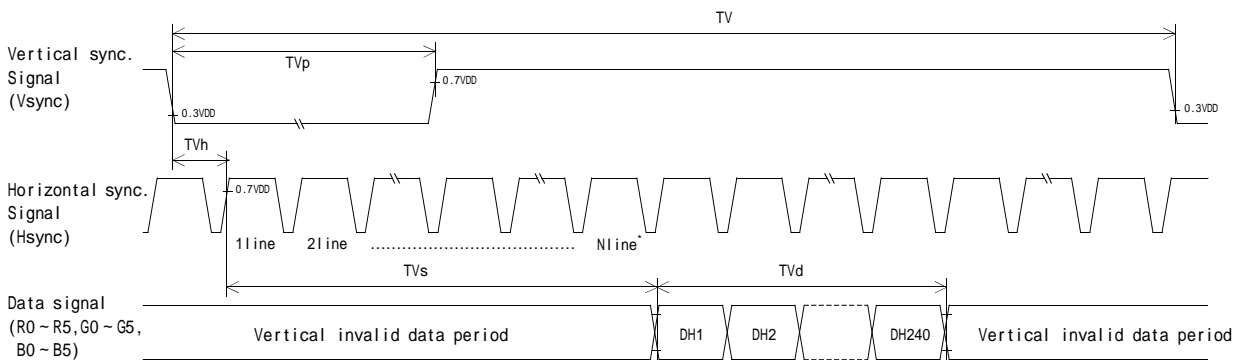 TV
Vertical sync.
Signal
(Vsync)
TVp
0.7VDD
0.3VDD
0.3VDD
TVh
Horizontal sync.
Signal
(Hsync)
0.7VDD
1line 2line ...................................... Nline*
TVs
TVd
Data signal
(R0～R5,G0～G5,
B0～B5)
Vertical invalid data period
DH1
DH2
DH240
Vertical invalid data period